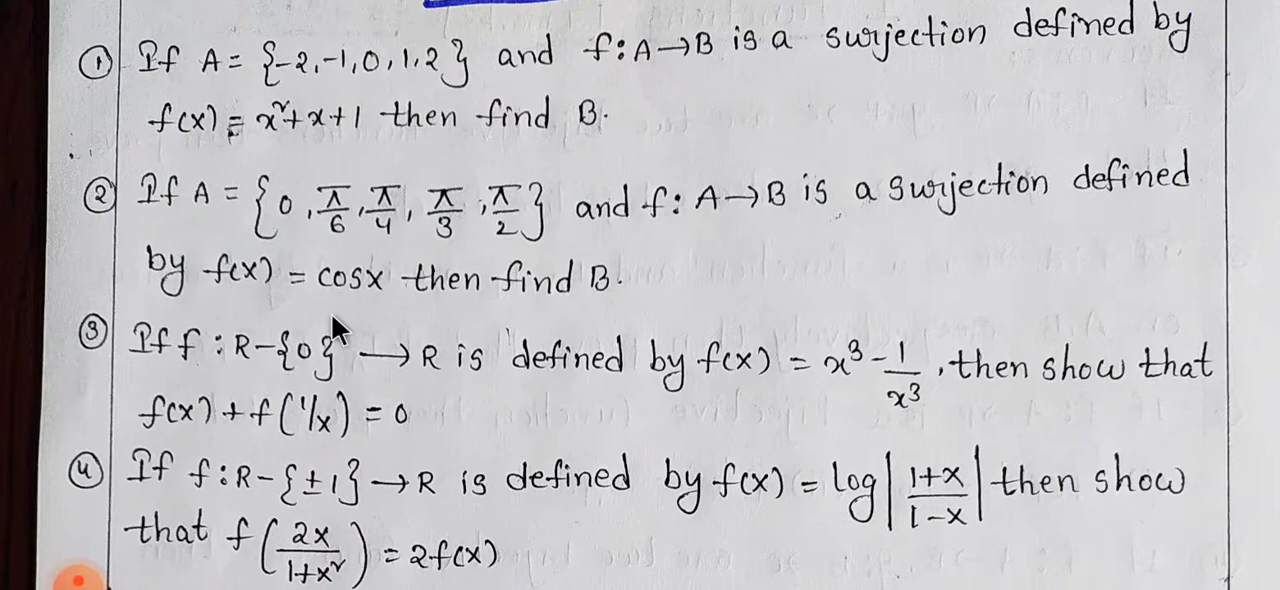 ① If A = {-2, -1, 0, 1, 2} and f: A→B is a surjection defined by
f(x) = x²+x+1 then find B.
② If A = {0, π/6, π/4, π/3, π/2} and f: A→B is a surjection defined
by f(x) = cosx then find B.
③ If f: R-{0} → R is defined by f(x) = x³ - 1/x³, then show that
f(x) + f(1/x) = 0
④ If f: R-{±1} → R is defined by f(x) = log|1+x/1-x| then show
that f(2x/1+x²) = 2f(x)